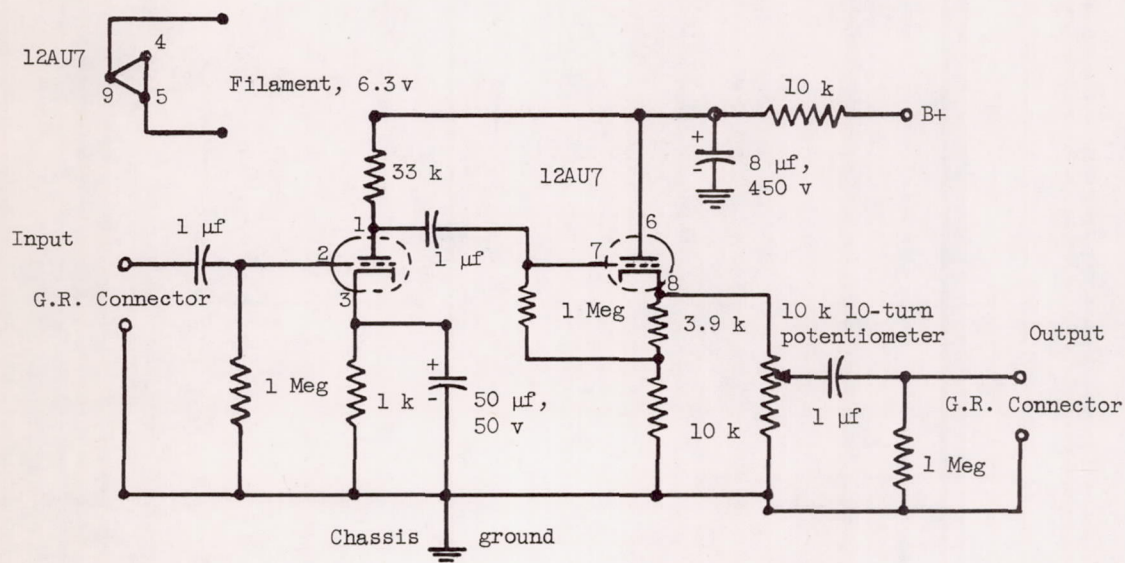 12AU7
4
9
5
Filament, 6.3 v
10 k
B+
+
-
8 μf,
450 v
33 k
12AU7
1
1 μf
6
7
8
Input
1 μf
2
3
G.R. Connector
1 Meg
3.9 k
10 k 10-turn
potentiometer
Output
1 Meg
1 k
+
-
50 μf,
50 v
10 k
1 μf
G.R. Connector
1 Meg
Chassis ground